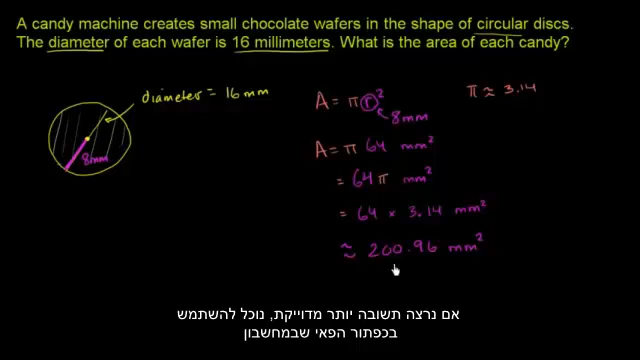 A candy machine creates small chocolate wafers in the shape of circular discs.
The diameter of each wafer is 16 millimeters. What is the area of each candy?
diameter = 16mm
8mm
A = π r²
8mm
π ≈ 3.14
A = π 64 mm²
= 64π mm²
= 64 × 3.14 mm²
≈ 200.96 mm²
אם נרצה תשובה יותר מדוייקת, נוכל להשתמש
בכפתור הפאי שבמחשבון